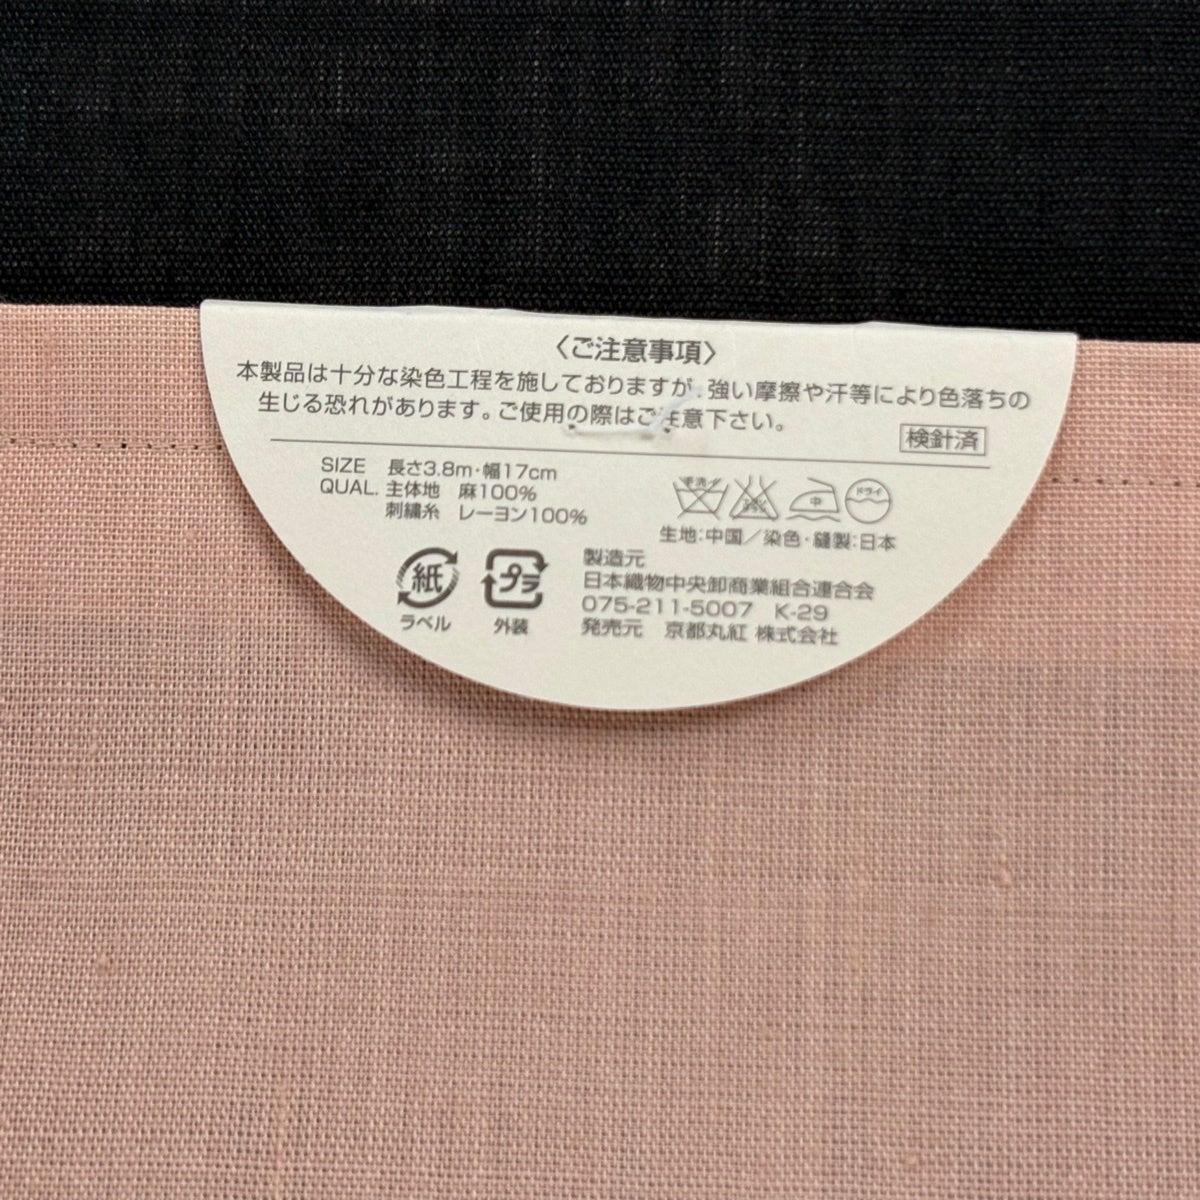 〈ご注意事項〉
本製品は十分な染色工程を施しておりますが、強い摩擦や汗等により色落ちの
生じる恐れがあります。ご使用の際はご注意下さい。
検針済
SIZE 長さ3.8m・幅17cm
QUAL. 主体地 麻100%
刺繍糸 レーヨン100%
手洗イ 中 ドライ
生地：中国／染色・縫製：日本
紙 プラ
ラベル 外装
製造元
日本織物中央卸商業組合連合会
075-211-5007 K-29
発売元 京都丸紅 株式会社